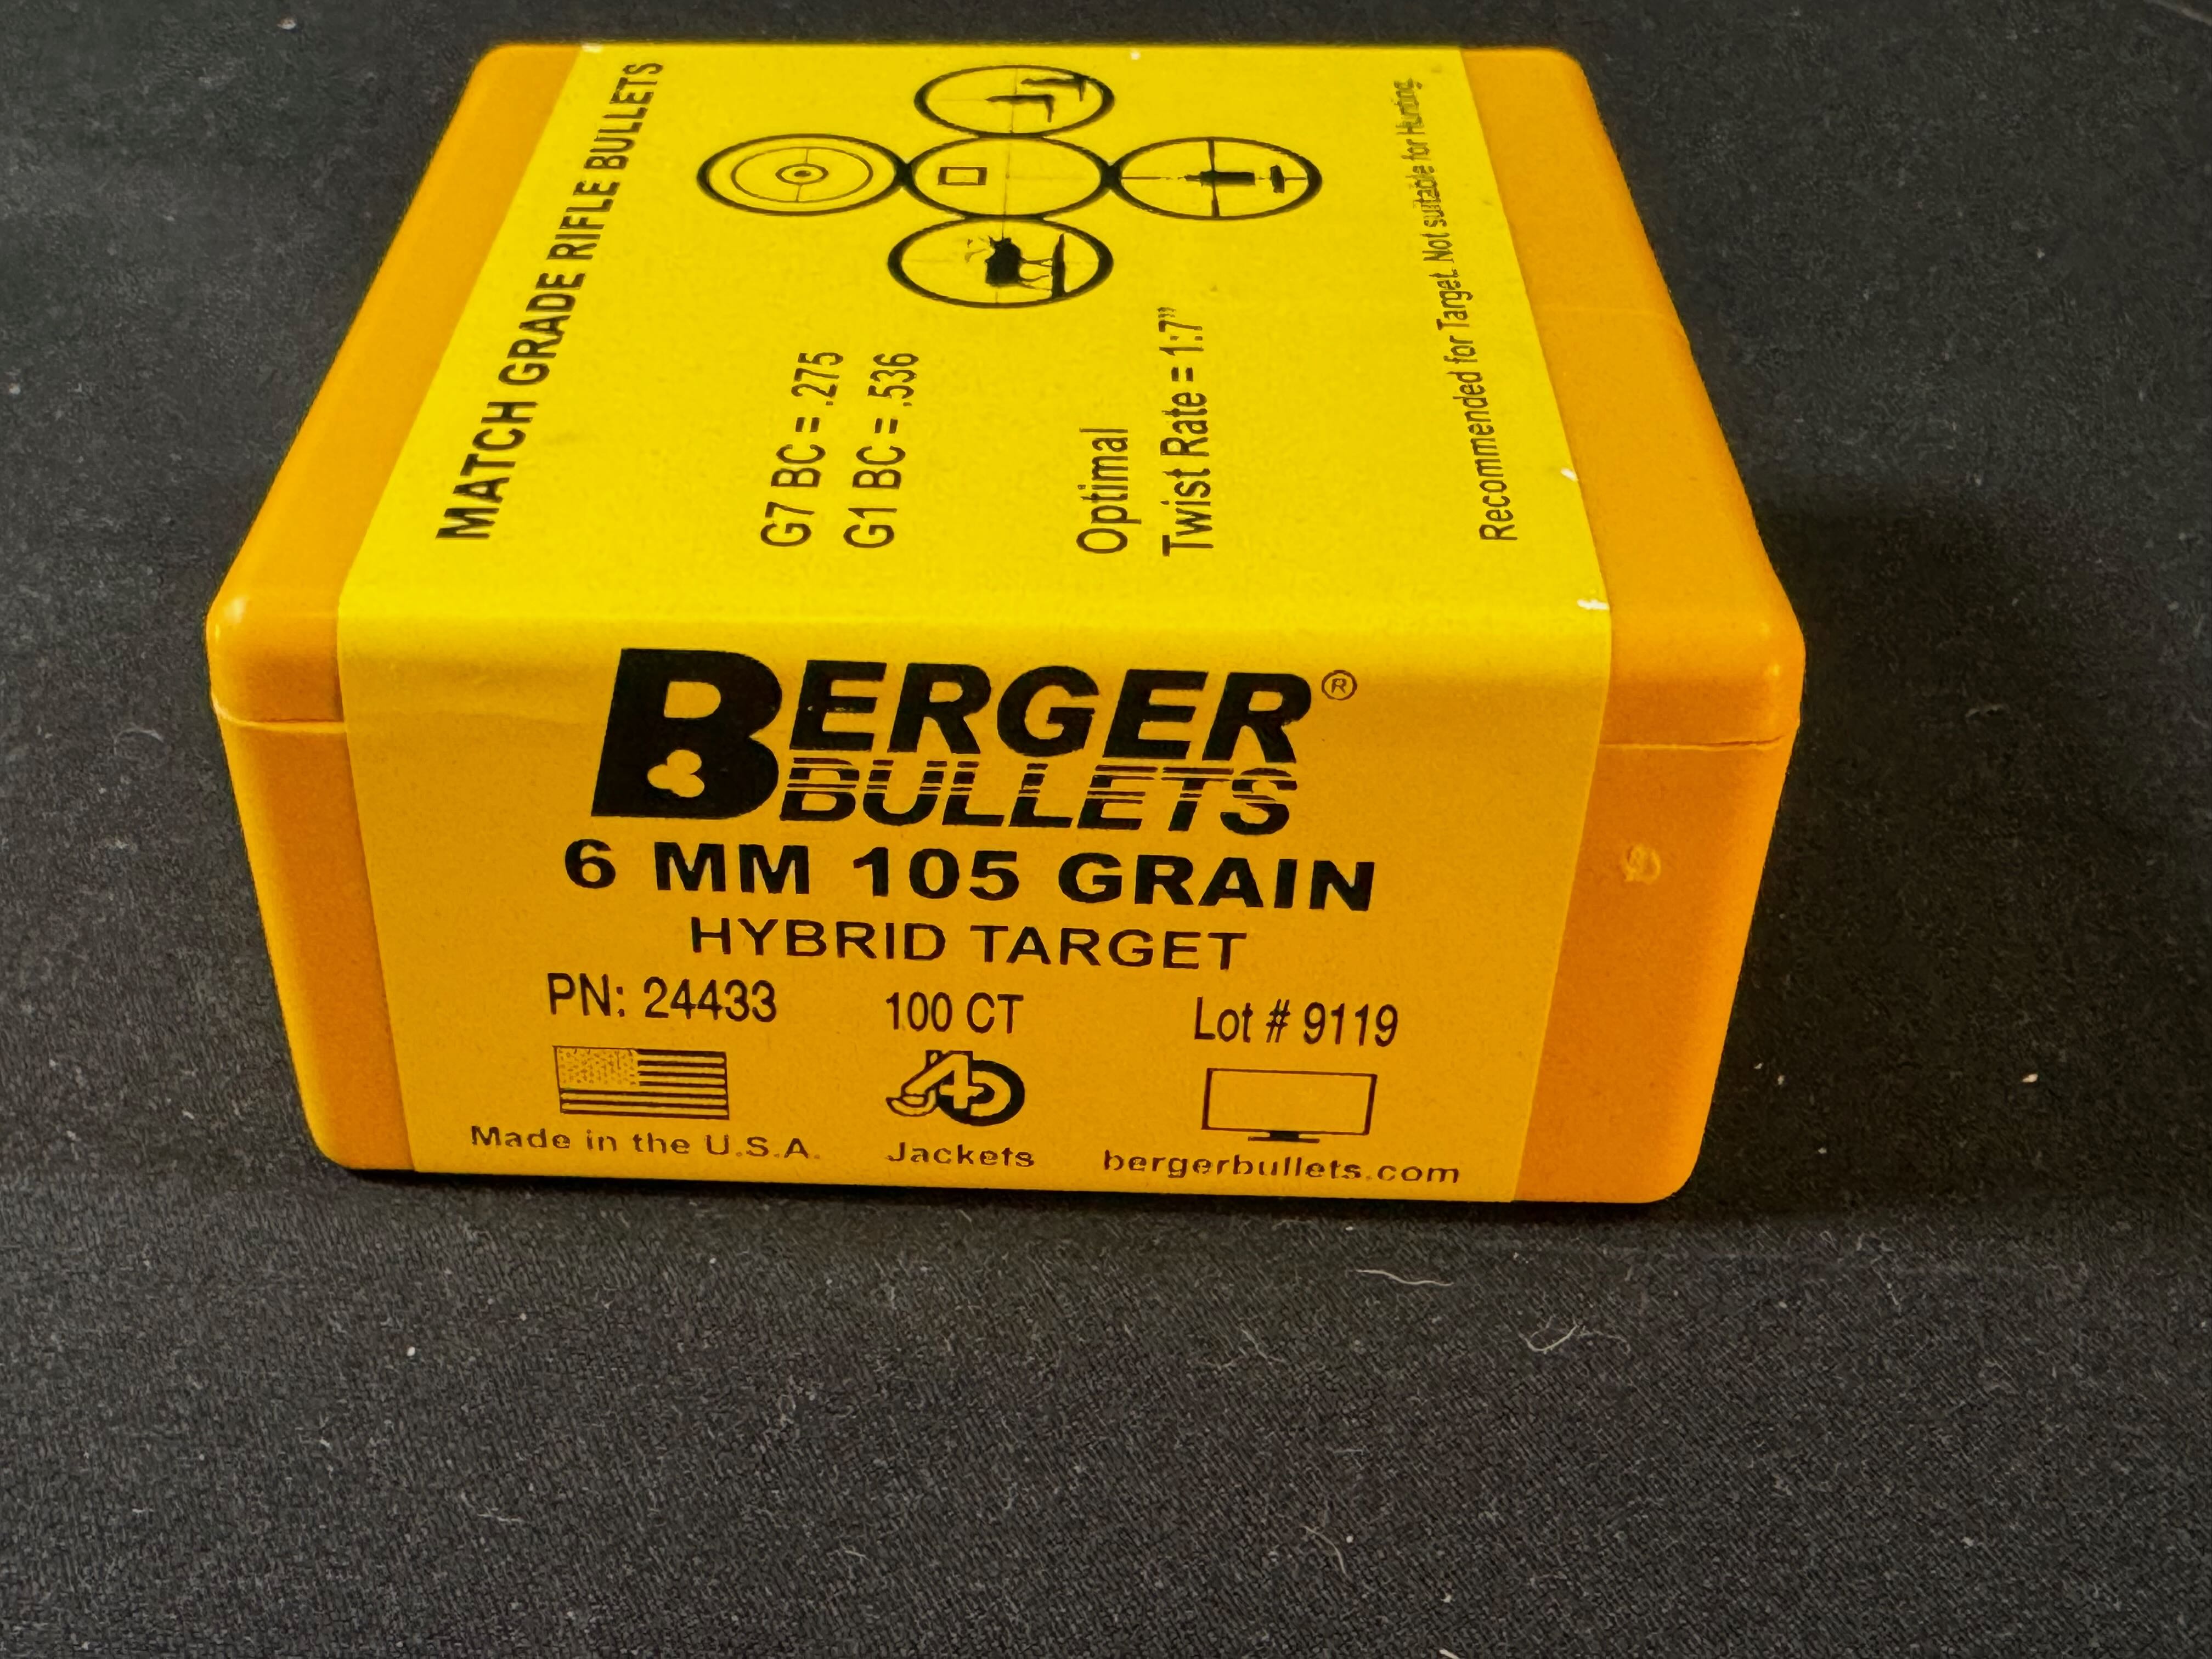 MATCH GRADE RIFLE BULLETS
G7 BC = .275
G1 BC = .536
Optimal
Twist Rate = 1:7"
Recommended for Target. Not suitable for Hunting.
BERGER®
BULLETS
6 MM 105 GRAIN
HYBRID TARGET
PN: 24433 100 CT Lot # 9119
J4
Made in the U.S.A. Jackets bergerbullets.com